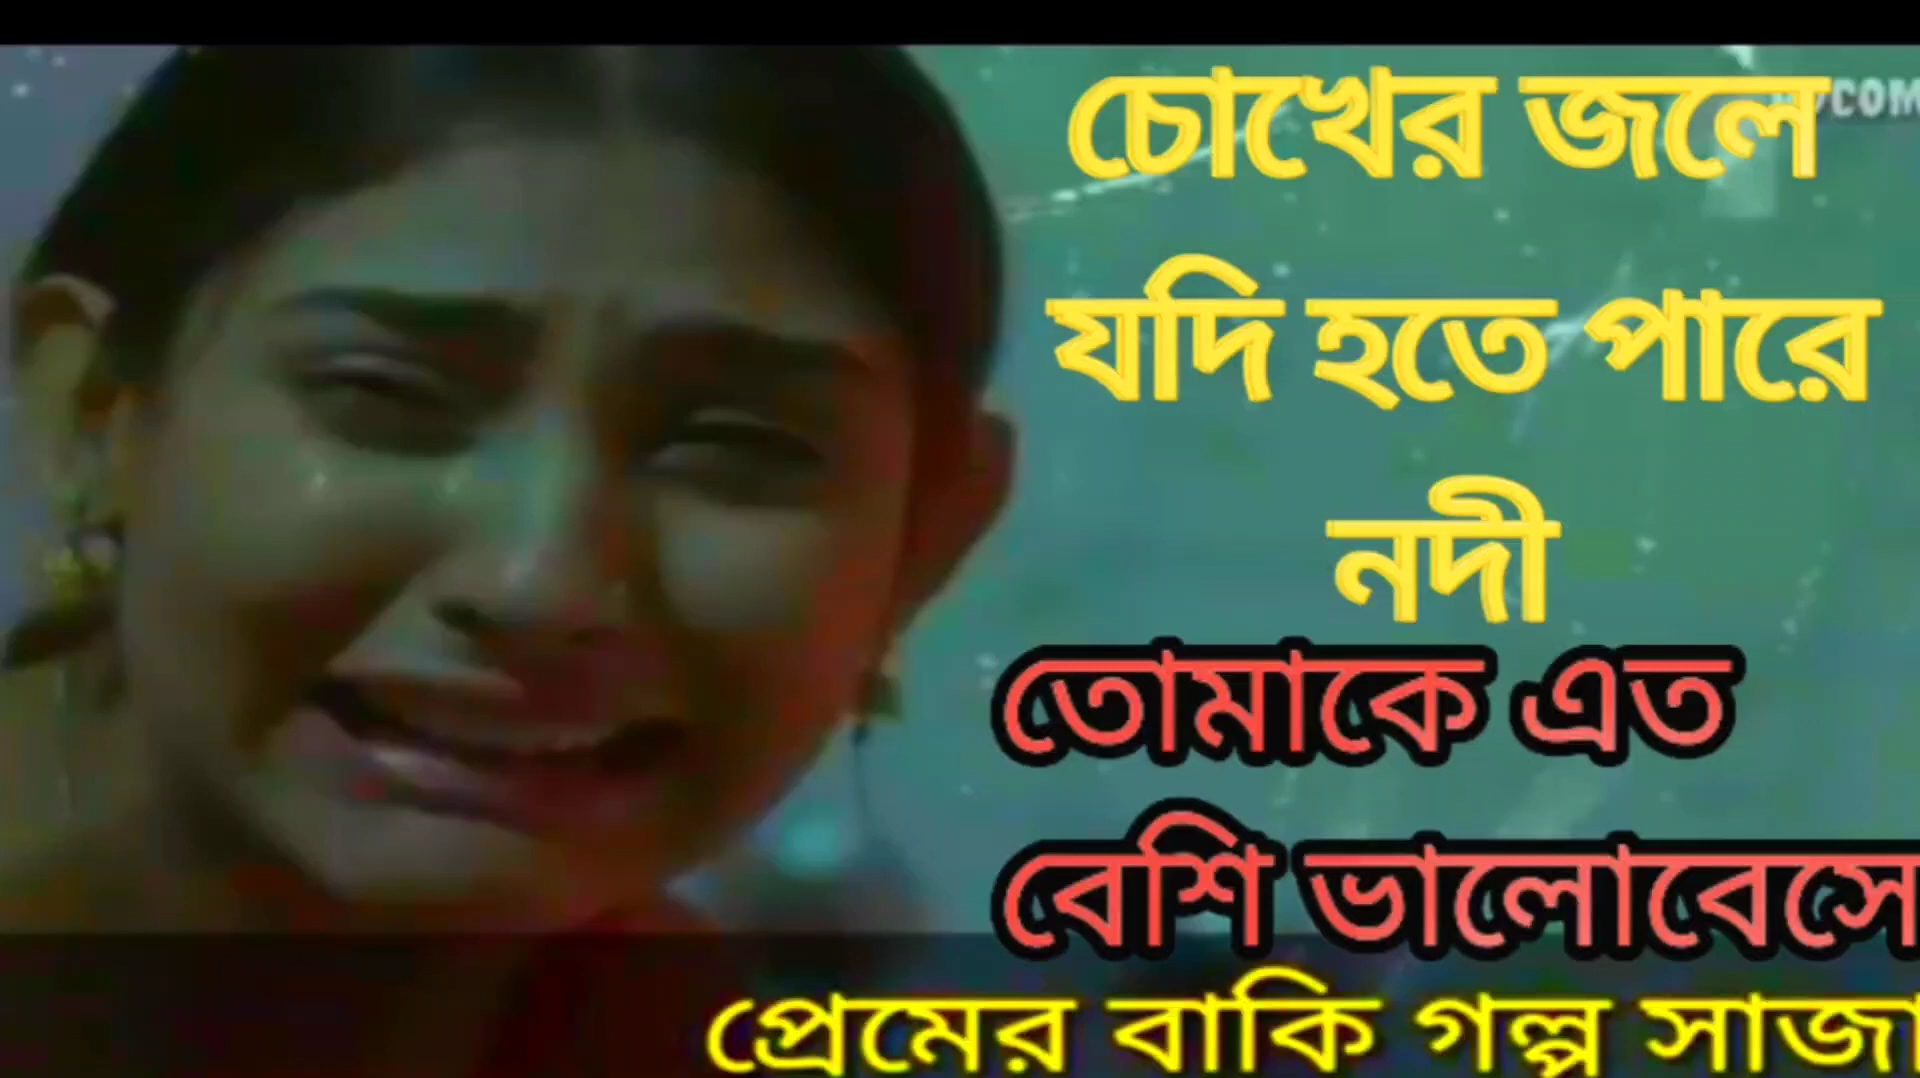 চোখের জলে
যদি হতে পারে
নদী
তোমাকে এত
বেশি ভালোবেসে
প্রেমের বাকি গল্প